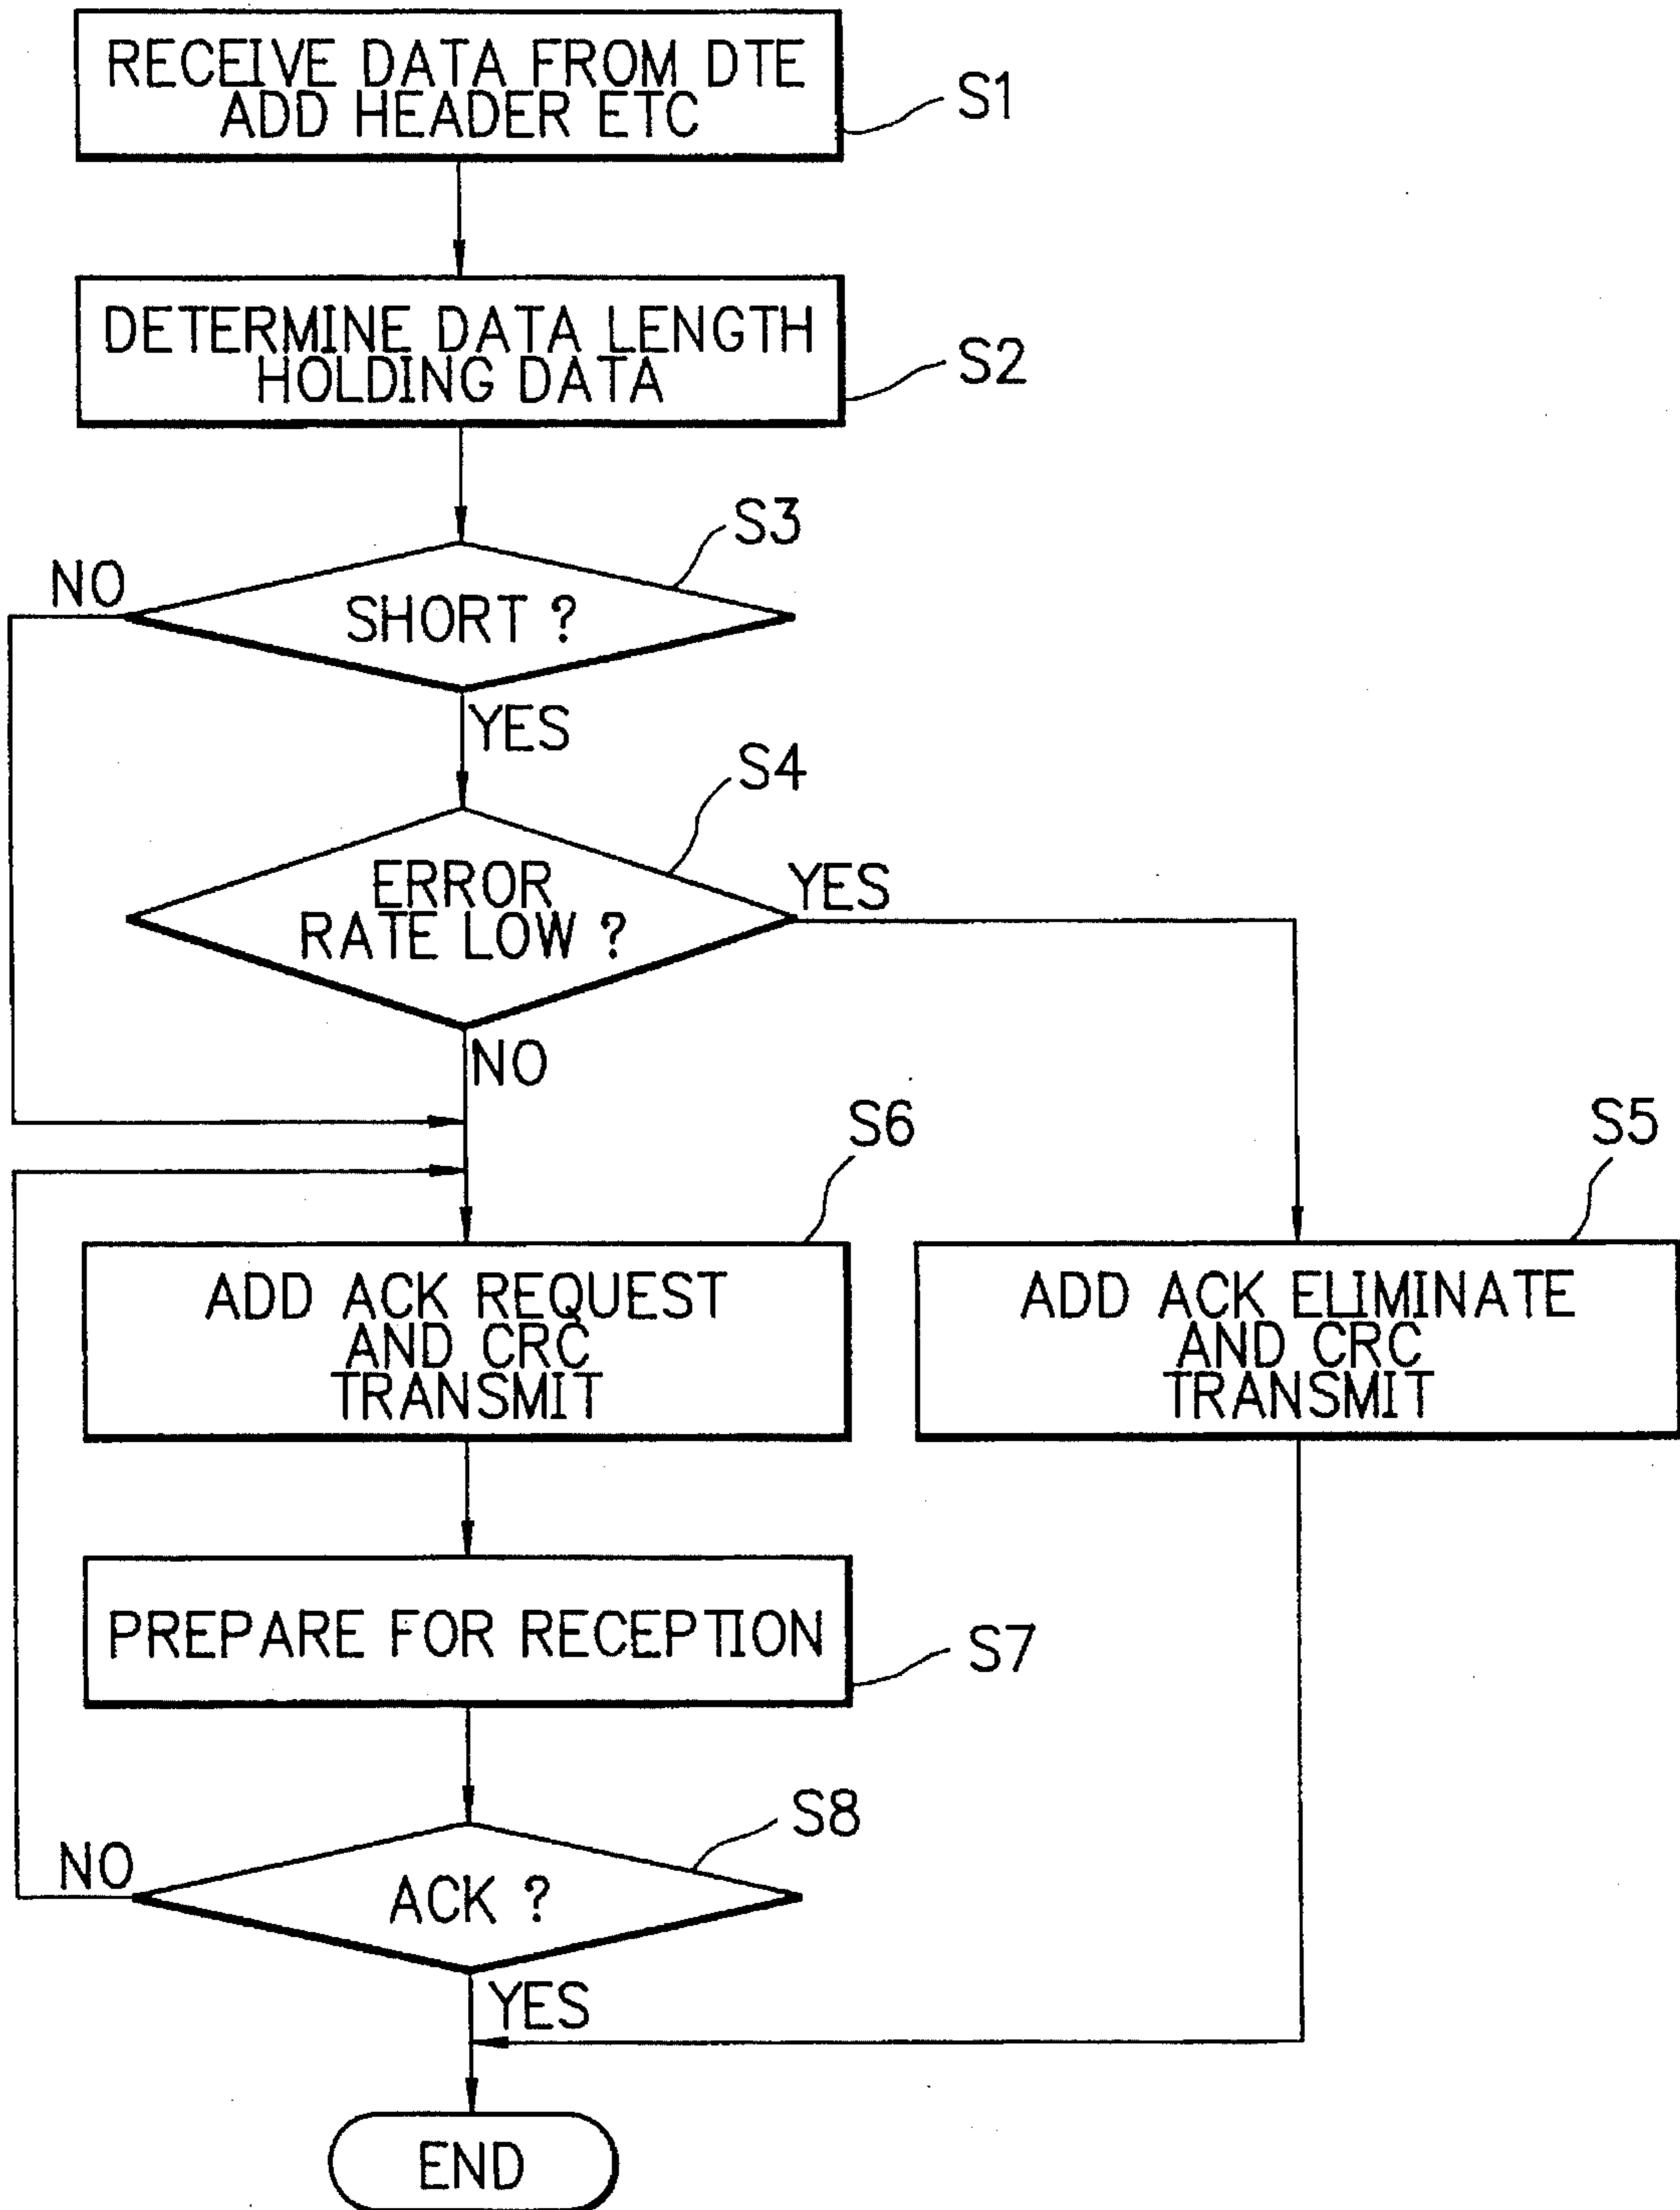 RECEIVE DATA FROM DTE
ADD HEADER ETC
S1
DETERMINE DATA LENGTH
HOLDING DATA
S2
S3
NO
SHORT ?
YES
S4
ERROR
RATE LOW ?
YES
NO
S6
S5
ADD ACK REQUEST
AND CRC
TRANSMIT
ADD ACK ELIMINATE
AND CRC
TRANSMIT
PREPARE FOR RECEPTION
S7
S8
NO
ACK ?
YES
END